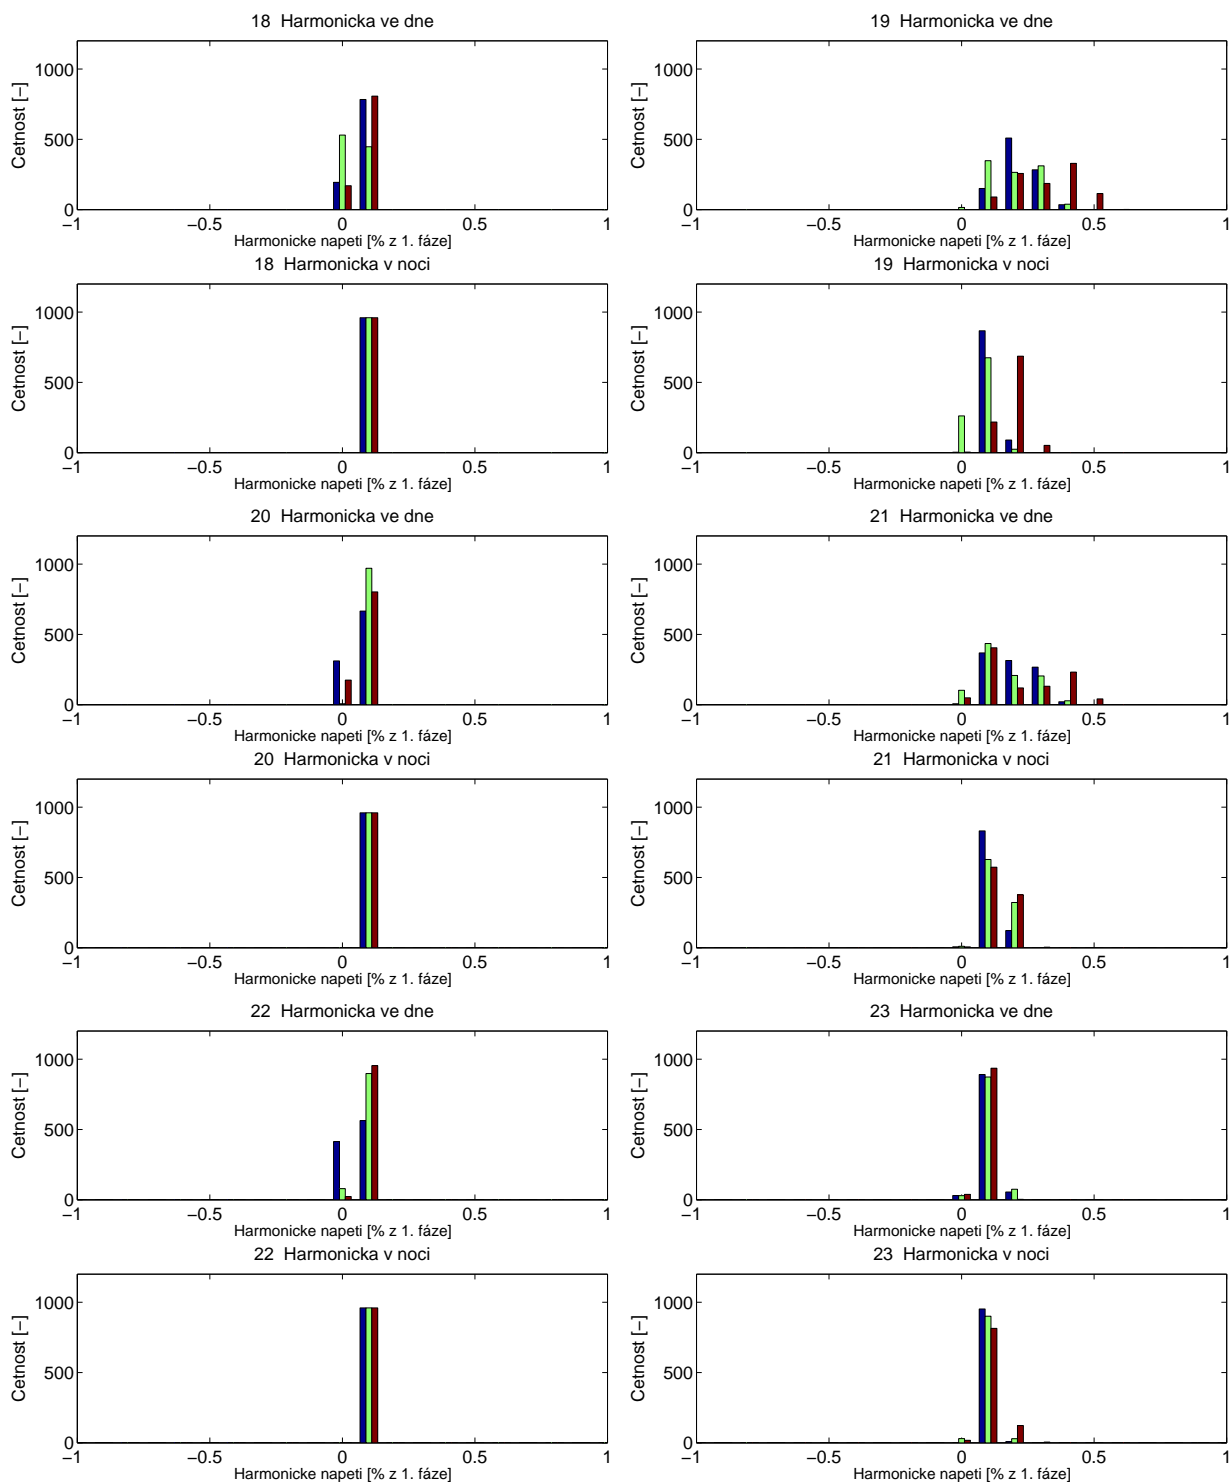 18  Harmonicka ve dne
Cetnost [−]
1000
500
0
−1 −0.5 0 0.5 1
Harmonicke napeti [% z 1. fáze]
19  Harmonicka ve dne
Cetnost [−]
1000
500
0
−1 −0.5 0 0.5 1
Harmonicke napeti [% z 1. fáze]
18  Harmonicka v noci
Cetnost [−]
1000
500
0
−1 −0.5 0 0.5 1
Harmonicke napeti [% z 1. fáze]
19  Harmonicka v noci
Cetnost [−]
1000
500
0
−1 −0.5 0 0.5 1
Harmonicke napeti [% z 1. fáze]
20  Harmonicka ve dne
Cetnost [−]
1000
500
0
−1 −0.5 0 0.5 1
Harmonicke napeti [% z 1. fáze]
21  Harmonicka ve dne
Cetnost [−]
1000
500
0
−1 −0.5 0 0.5 1
Harmonicke napeti [% z 1. fáze]
20  Harmonicka v noci
Cetnost [−]
1000
500
0
−1 −0.5 0 0.5 1
Harmonicke napeti [% z 1. fáze]
21  Harmonicka v noci
Cetnost [−]
1000
500
0
−1 −0.5 0 0.5 1
Harmonicke napeti [% z 1. fáze]
22  Harmonicka ve dne
Cetnost [−]
1000
500
0
−1 −0.5 0 0.5 1
Harmonicke napeti [% z 1. fáze]
23  Harmonicka ve dne
Cetnost [−]
1000
500
0
−1 −0.5 0 0.5 1
Harmonicke napeti [% z 1. fáze]
22  Harmonicka v noci
Cetnost [−]
1000
500
0
−1 −0.5 0 0.5 1
Harmonicke napeti [% z 1. fáze]
23  Harmonicka v noci
Cetnost [−]
1000
500
0
−1 −0.5 0 0.5 1
Harmonicke napeti [% z 1. fáze]